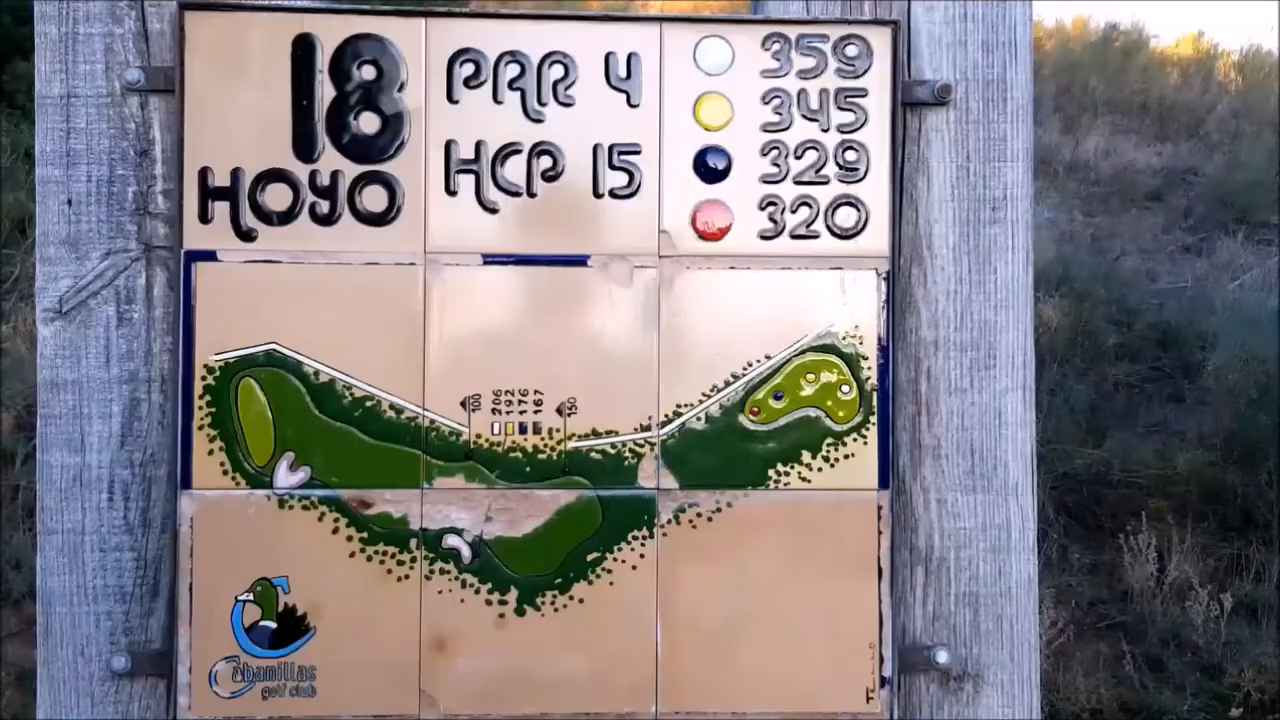 18
HOYO
PAR 4
HCP 15
359
345
329
320
100
206
192
176
167
150
Cabanillas
golf club